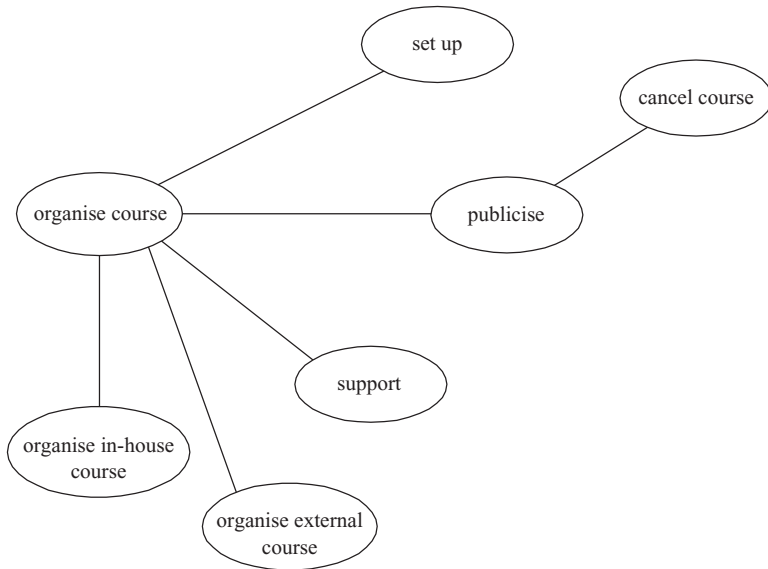 set up
cancel course
organise course
publicise
support
organise in-house
course
organise external
course